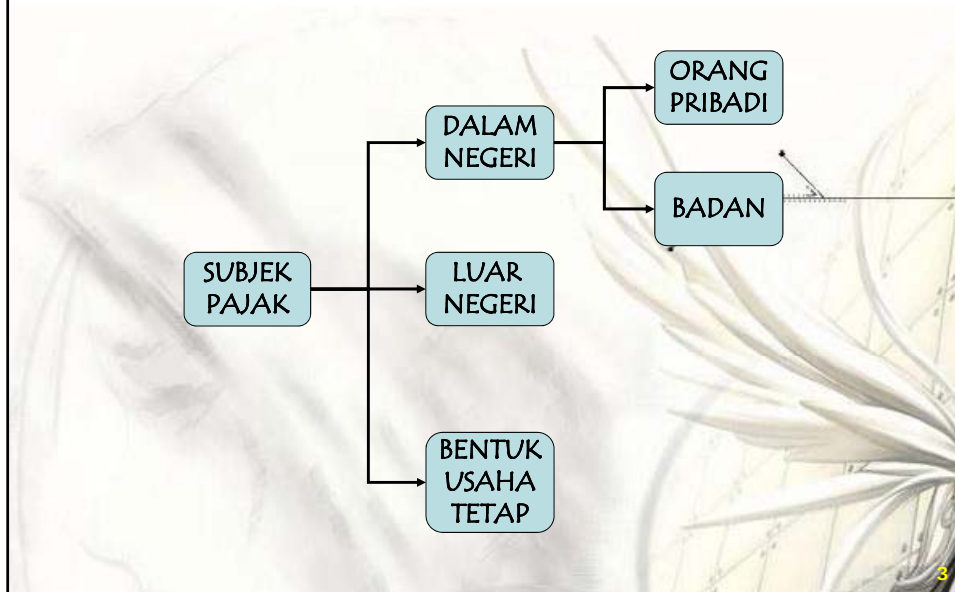 SUBJEK
PAJAK
DALAM
NEGERI
ORANG
PRIBADI
BADAN
LUAR
NEGERI
BENTUK
USAHA
TETAP
3